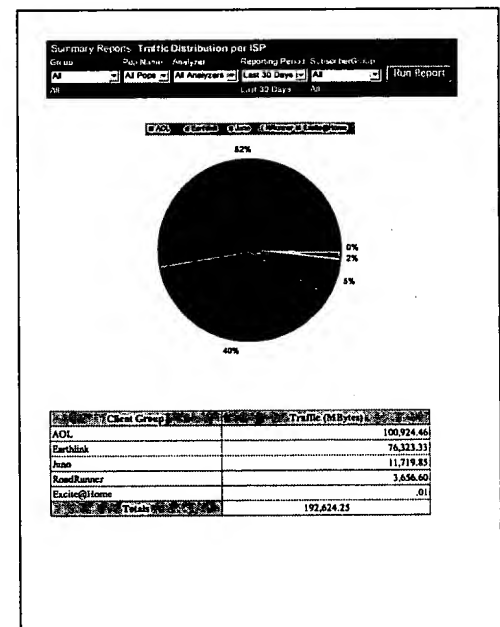 Summary Reports: Traffic Distribution per ISP
Group Pop Name Analyzer Reporting Period SubscriberGroup
All All Pops All Analyzers Last 30 Days All Run Report
All Last 30 Days All
AOL Earthlink Juno Excite@Home
52%
0%
2%
6%
40%
Client Group Traffic (MBytes)
AOL 100,924.46
Earthlink 76,323.33
Juno 11,719.85
RoadRunner 3,656.60
Excite@Home .01
Totals 192,624.25